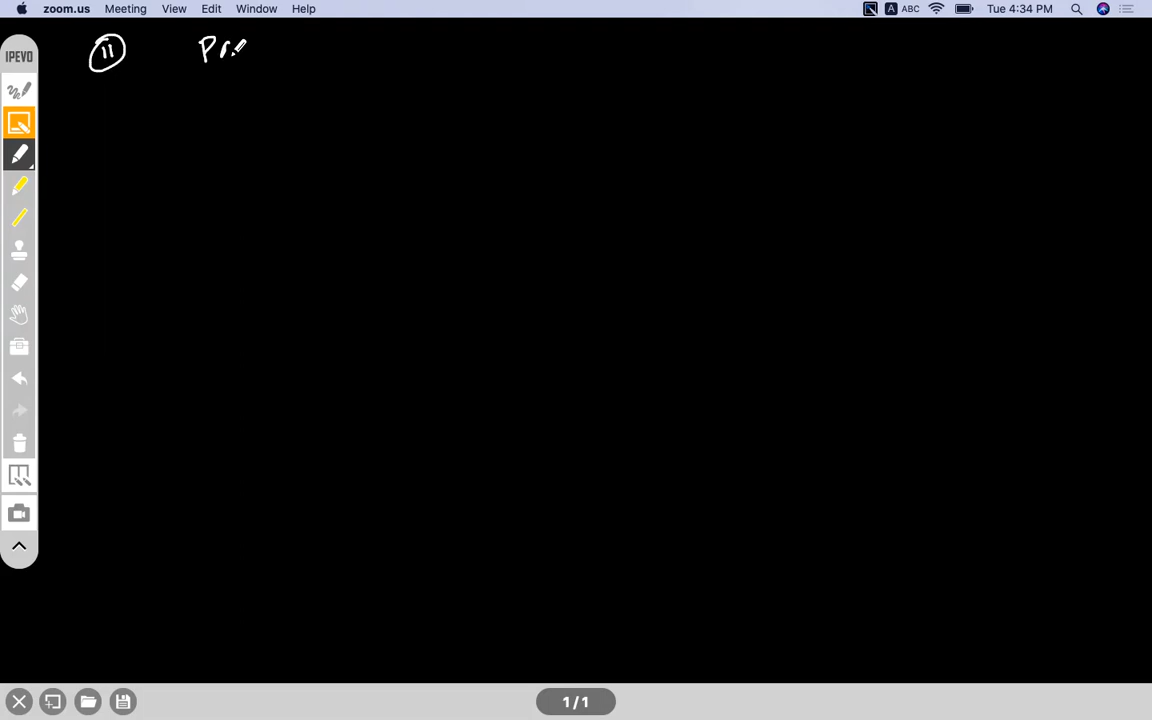 zoom.us Meeting View Edit Window Help A ABC Tue 4:34 PM
IPEVO
11 Pr
1/1